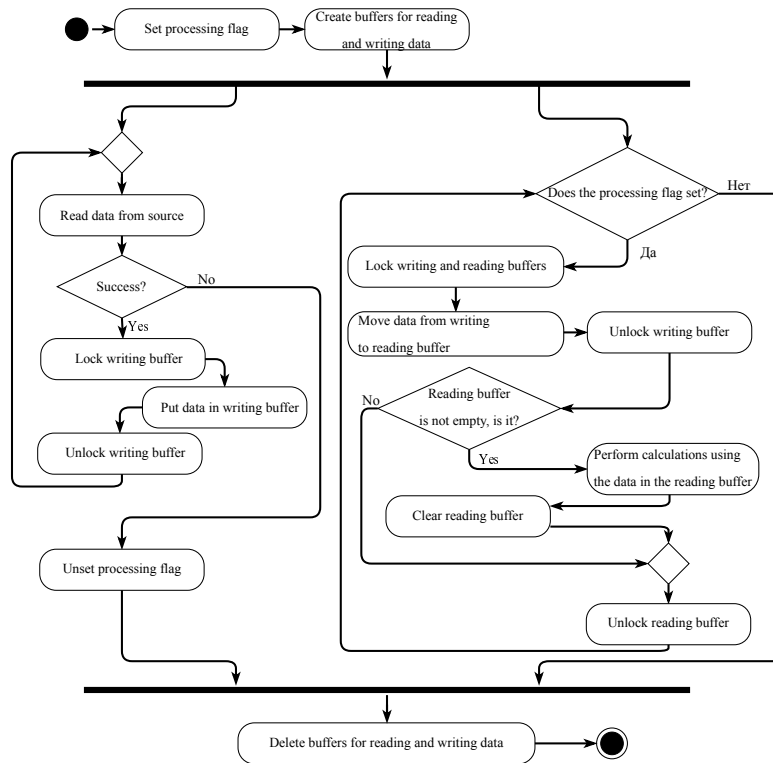 Set processing flag
Create buffers for reading
and writing data
Does the processing flag set?
Нет
Read data from source
Да
Lock writing and reading buffers
Success?
No
Yes
Move data from writing
to reading buffer
Unlock writing buffer
Lock writing buffer
Put data in writing buffer
No
Reading buffer
is not empty, is it?
Unlock writing buffer
Yes
Perform calculations using
the data in the reading buffer
Clear reading buffer
Unset processing flag
Unlock reading buffer
Delete buffers for reading and writing data